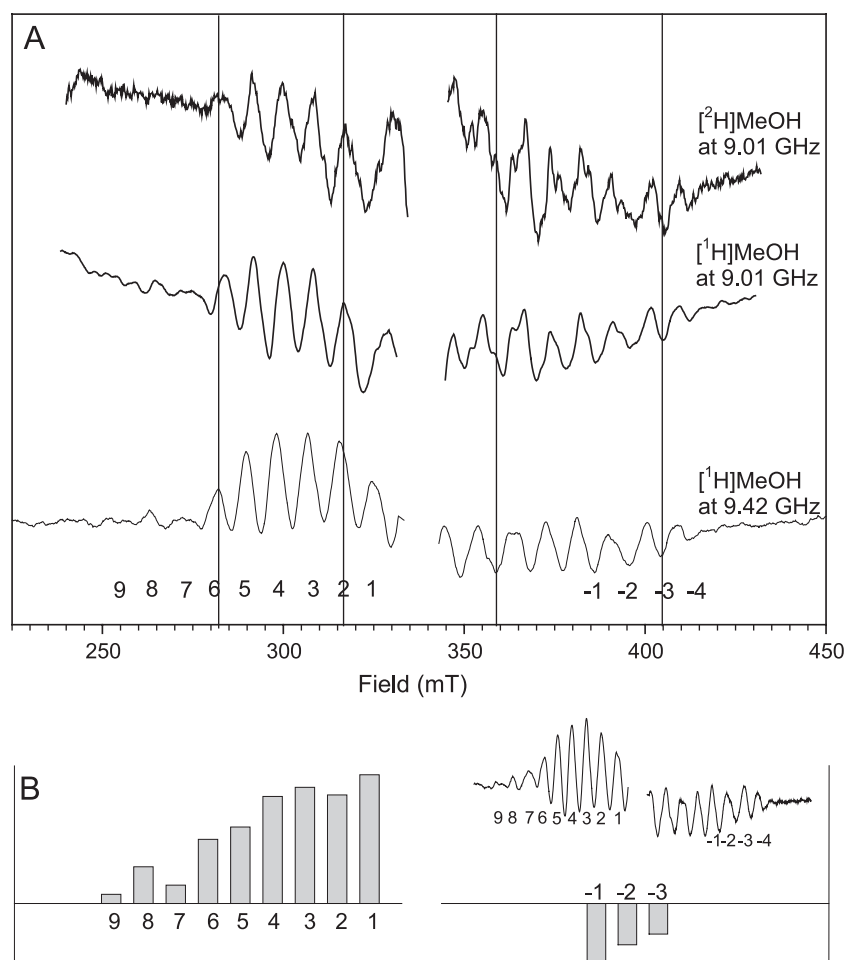 A
[²H]MeOH
at 9.01 GHz
[¹H]MeOH
at 9.01 GHz
[¹H]MeOH
at 9.42 GHz
9 8 7 6 5 4 3 2 1 -1 -2 -3 -4
250 300 350 400 450
Field (mT)
B
9 8 7 6 5 4 3 2 1
-1 -2 -3 -4
-1 -2 -3
9 8 7 6 5 4 3 2 1